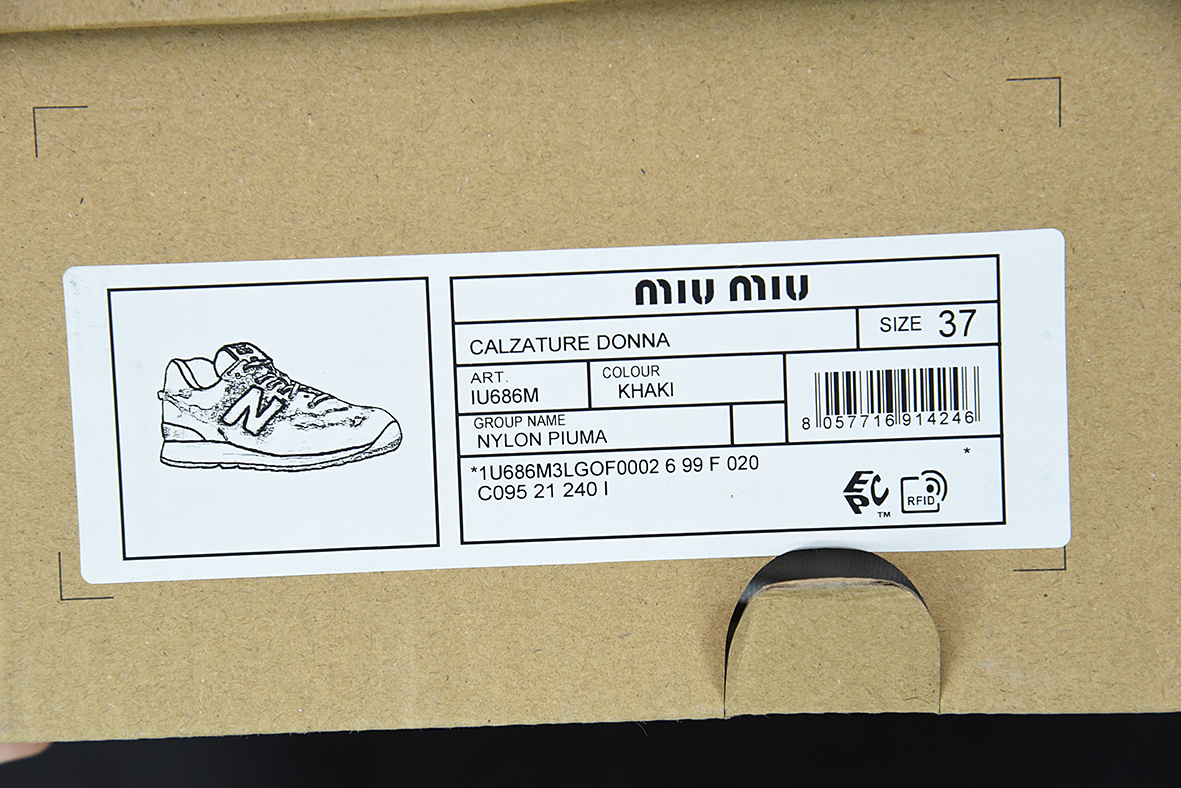 N
MIU MIU
CALZATURE DONNA
SIZE 37
ART.
IU686M
COLOUR
KHAKI
8 057716 914246
GROUP NAME
NYLON PIUMA
*1U686M3LGOF0002 6 99 F 020
C095 21 240 I
*
EPC
TM
RFID